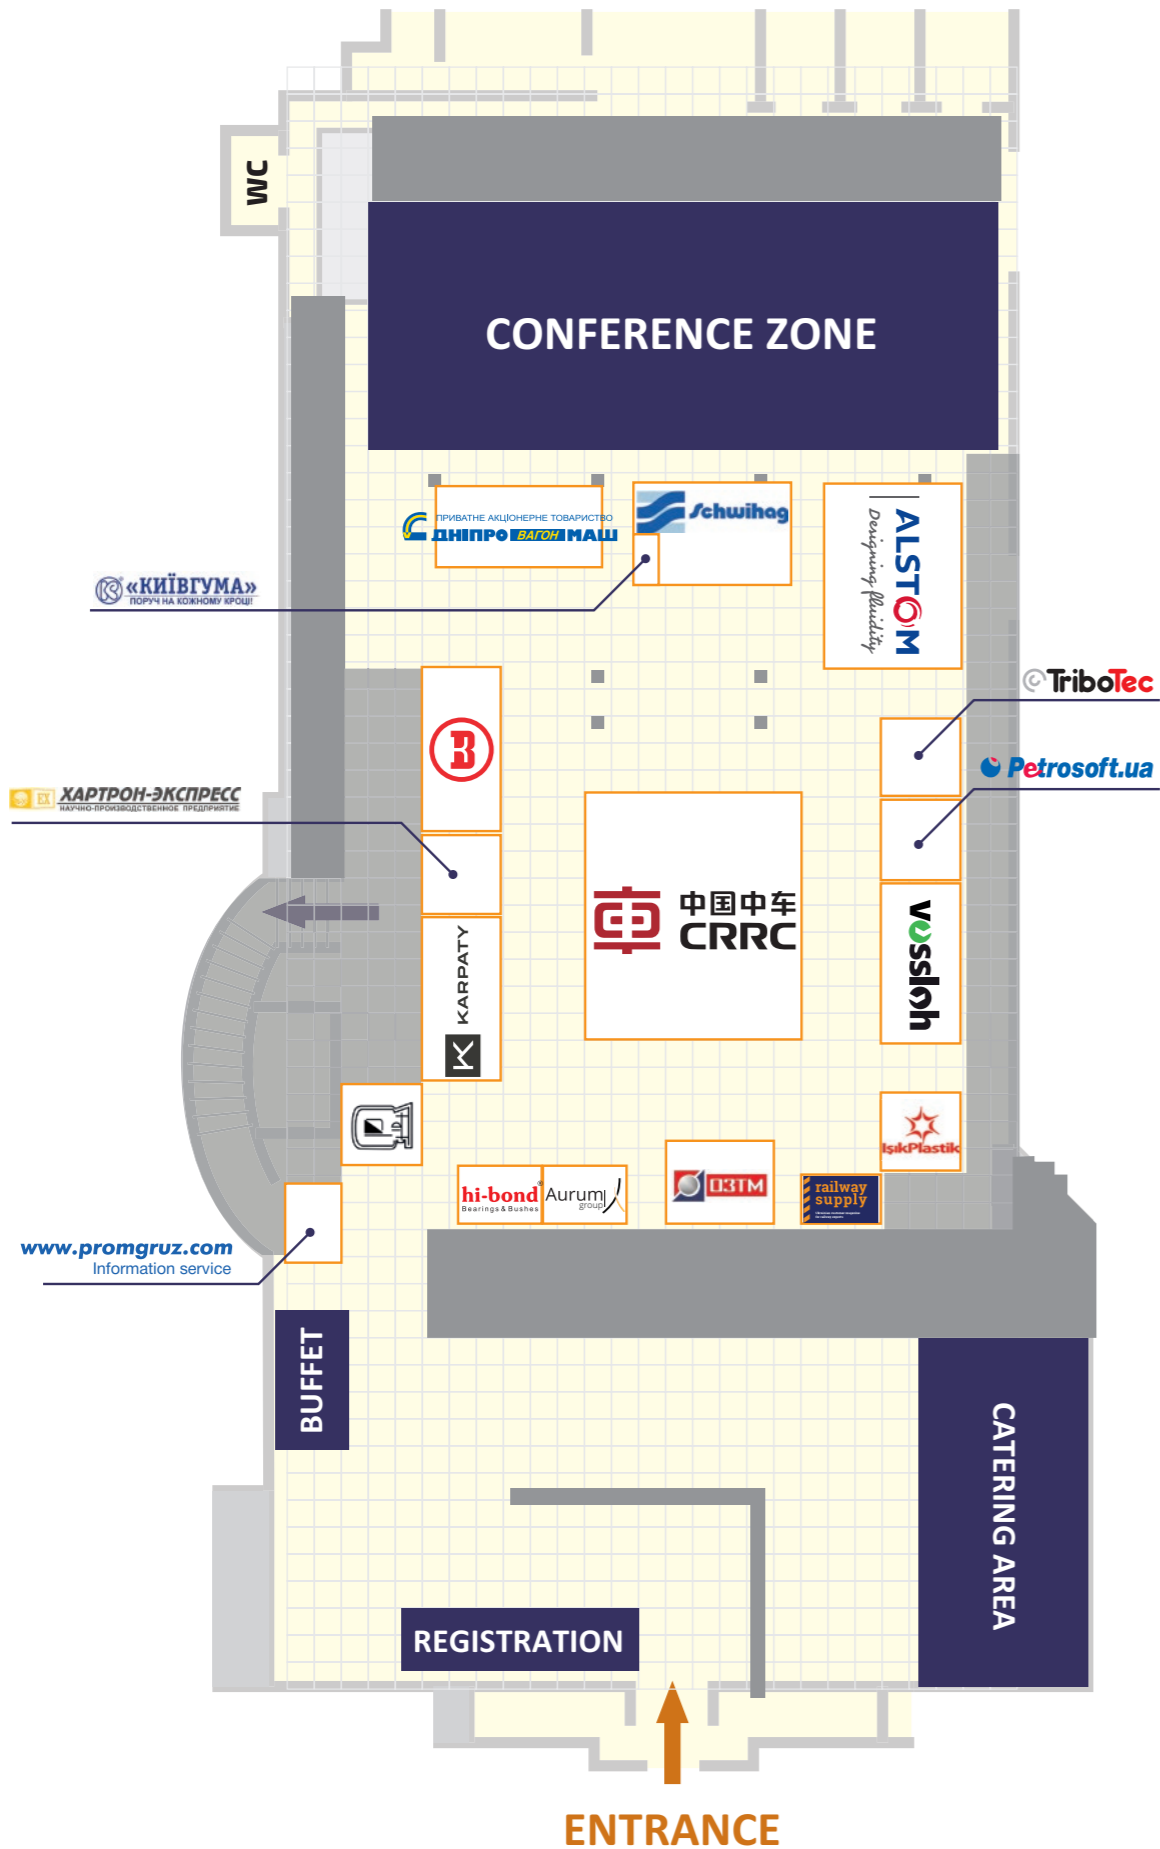 WC
CONFERENCE ZONE
ПРИВАТНЕ АКЦІОНЕРНЕ ТОВАРИСТВО
ДНІПРО ВАГОН МАШ
Schwihag
ALSTOM
Designing fluidity
«КИЇВГУМА»
ПОРУЧ НА КОЖНОМУ КРОЦІ!
TriboTec
В
Petrosoft.ua
EX ХАРТРОН-ЭКСПРЕСС
НАУЧНО-ПРОИЗВОДСТВЕННОЕ ПРЕДПРИЯТИЕ
中国中车
CRRC
KARPATY
vossloh
IşıkPlastik
hi-bond®
Bearings & Bushes
Aurum
group
ОЗТМ
railway
supply
www.promgruz.com
Information service
BUFFET
CATERING AREA
REGISTRATION
ENTRANCE